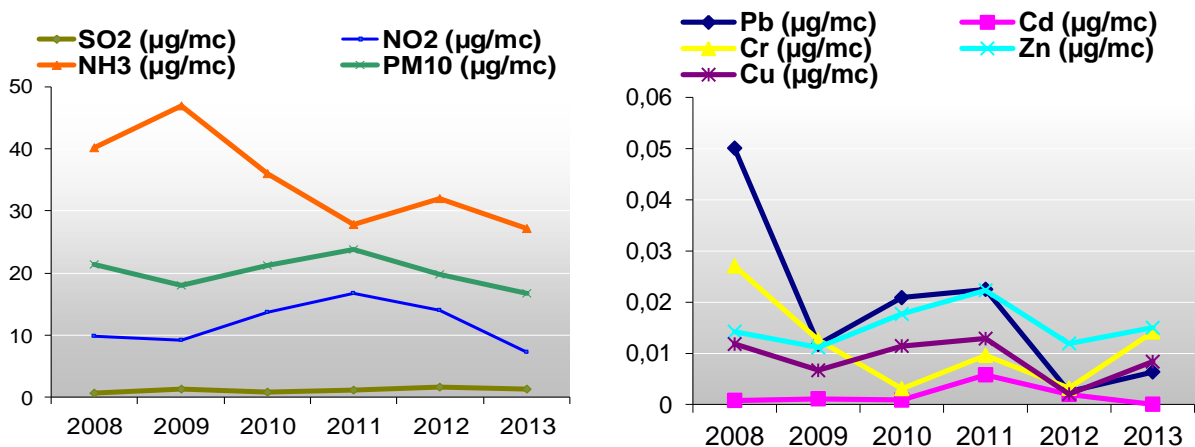 SO2 (µg/mc) NO2 (µg/mc)
NH3 (µg/mc) PM10 (µg/mc)
50
40
30
20
10
0
2008 2009 2010 2011 2012 2013
Pb (µg/mc) Cd (µg/mc)
Cr (µg/mc) Zn (µg/mc)
Cu (µg/mc)
0,06
0,05
0,04
0,03
0,02
0,01
0
2008 2009 2010 2011 2012 2013